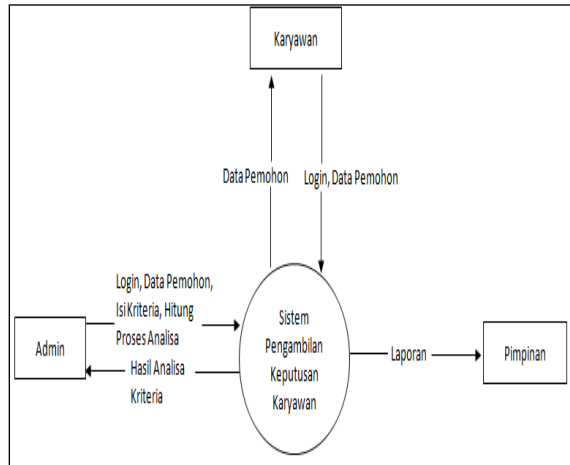 Karyawan
Data Pemohon
Login, Data Pemohon
Login, Data Pemohon,
Isi Kriteria, Hitung
Proses Analisa
Admin
Hasil Analisa
Kriteria
Sistem
Pengambilan
Keputusan
Karyawan
Laporan
Pimpinan